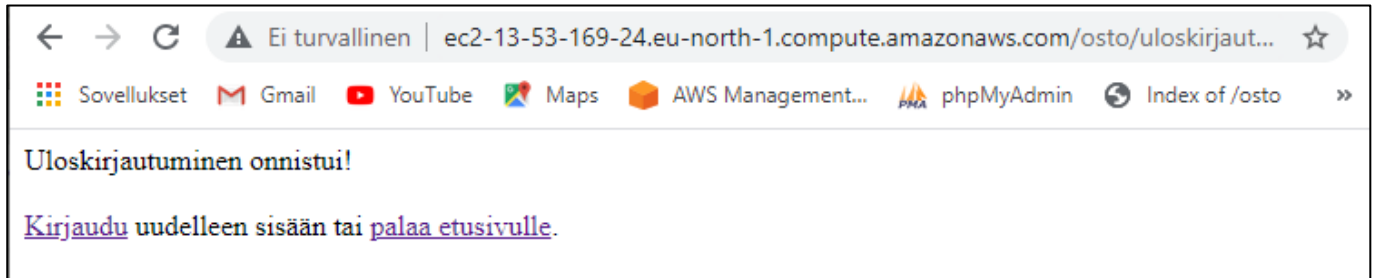 Ei turvallinen | ec2-13-53-169-24.eu-north-1.compute.amazonaws.com/osto/uloskirjaut...
Sovellukset Gmail YouTube Maps AWS Management... PMA phpMyAdmin Index of /osto »
Uloskirjautuminen onnistui!
Kirjaudu uudelleen sisään tai palaa etusivulle.